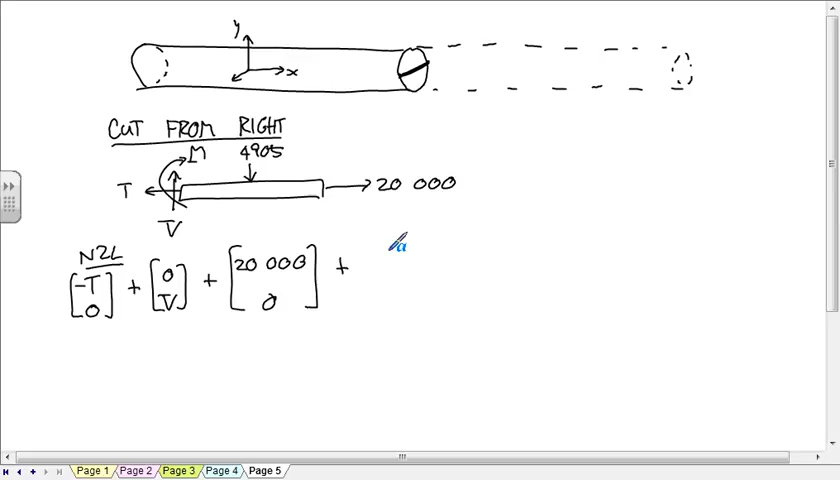 y
x
CUT FROM RIGHT
M 4905
T 20 000
V
N2L
[-T 0] + [0 V] + [20 000 0] +
a
Page 1 Page 2 Page 3 Page 4 Page 5